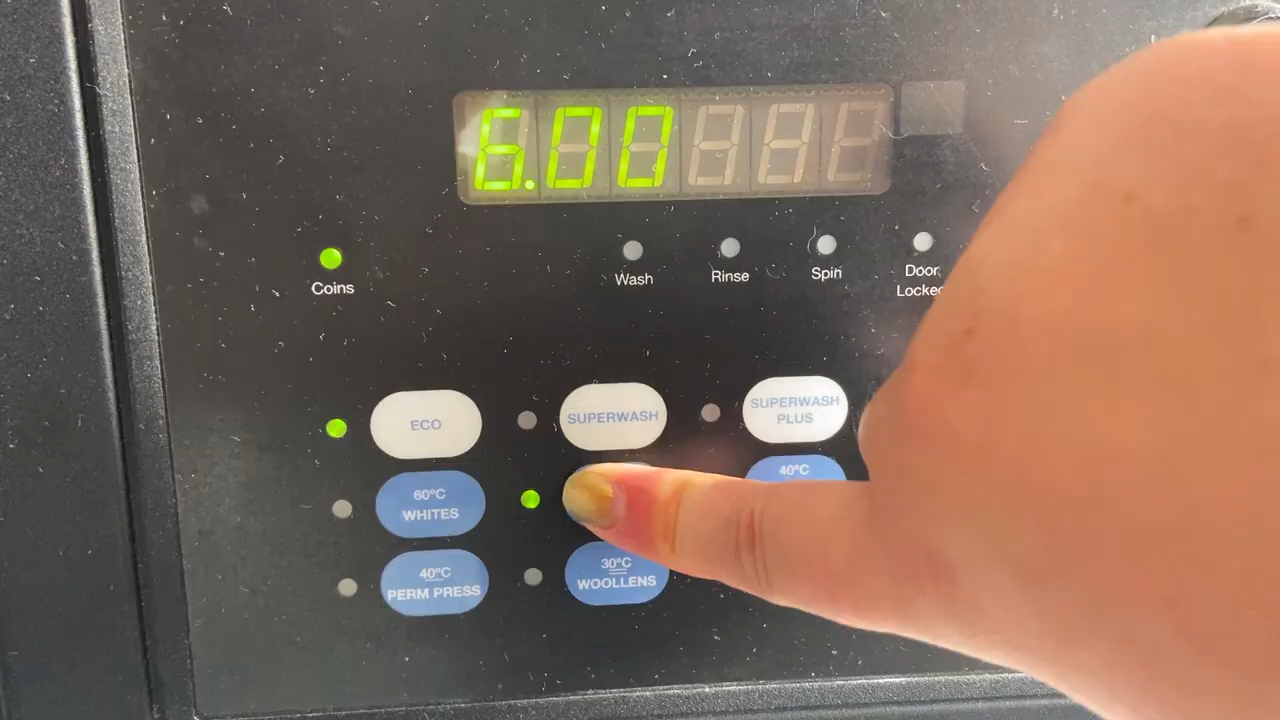 6.00
Coins
Wash
Rinse
Spin
Door
Locked
ECO
SUPERWASH
SUPERWASH
PLUS
60°C
WHITES
40°C
40°C
PERM PRESS
30°C
WOOLLENS